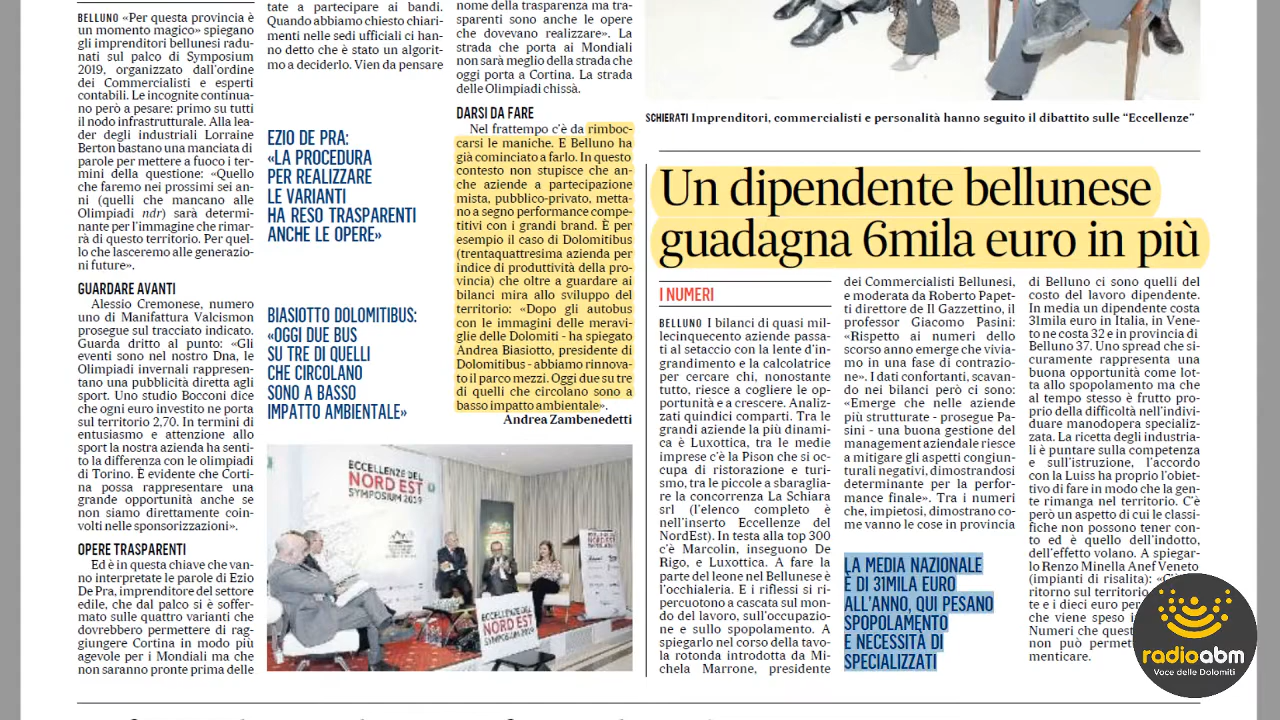 BELLUNO «Per questa provincia è
un momento magico» spiegano
gli imprenditori bellunesi radu-
nati sul palco di Symposium
2019, organizzato dall'ordine
dei Commercialisti e esperti
contabili. Le incognite continua-
no però a pesare: primo su tutti
il nodo infrastrutturale. Alla lea-
der degli industriali Lorraine
Berton bastano una manciata di
parole per mettere a fuoco i ter-
mini della questione: «Quello
che faremo nei prossimi sei an-
ni (quelli che mancano alle
Olimpiadi ndr) sarà determi-
nante per l'immagine che rimar-
rà di questo territorio. Per quel-
lo che lasceremo alle generazio-
ni future».
GUARDARE AVANTI
Alessio Cremonese, numero
uno di Manifattura Valcismon
prosegue sul tracciato indicato.
Guarda dritto al punto: «Gli
eventi sono nel nostro Dna, le
Olimpiadi invernali rappresen-
tano una pubblicità diretta agli
sport. Uno studio Bocconi dice
che ogni euro investito ne porta
sul territorio 2,70. In termini di
entusiasmo e attenzione allo
sport la nostra azienda ha senti-
to la differenza con le olimpiadi
di Torino. È evidente che Corti-
na possa rappresentare una
grande opportunità anche se
non siamo direttamente coin-
volti nelle sponsorizzazioni».
OPERE TRASPARENTI
Ed è in questa chiave che van-
no interpretate le parole di Ezio
De Pra, imprenditore del settore
edile, che dal palco si è soffer-
mato sulle quattro varianti che
dovrebbero permettere di rag-
giungere Cortina in modo più
agevole per i Mondiali ma che
non saranno pronte prima delle
tate a partecipare ai bandi.
Quando abbiamo chiesto chiari-
menti nelle sedi ufficiali ci han-
no detto che è stato un algorit-
mo a deciderlo. Vien da pensare
EZIO DE PRA:
«LA PROCEDURA
PER REALIZZARE
LE VARIANTI
HA RESO TRASPARENTI
ANCHE LE OPERE»
BIASIOTTO DOLOMITIBUS:
«OGGI DUE BUS
SU TRE DI QUELLI
CHE CIRCOLANO
SONO A BASSO
IMPATTO AMBIENTALE»
nome della trasparenza ma tra-
sparenti sono anche le opere
che dovevano realizzare». La
strada che porta ai Mondiali
non sarà meglio della strada che
oggi porta a Cortina. La strada
delle Olimpiadi chissà.
DARSI DA FARE
Nel frattempo c'è da rimboc-
carsi le maniche. E Belluno ha
già cominciato a farlo. In questo
contesto non stupisce che an-
che aziende a partecipazione
mista, pubblico-privato, metta-
no a segno performance compe-
titivi con i grandi brand. È per
esempio il caso di Dolomitibus
(trentaquattresima azienda per
indice di produttività della pro-
vincia) che oltre a guardare ai
bilanci mira allo sviluppo del
territorio: «Dopo gli autobus
con le immagini delle meravi-
glie delle Dolomiti - ha spiegato
Andrea Biasiotto, presidente di
Dolomitibus - abbiamo rinnova-
to il parco mezzi. Oggi due su tre
di quelli che circolano sono a
basso impatto ambientale».
Andrea Zambenedetti
ECCELLENZE DEL
NORD EST
SYMPOSIUM 2019
NORD EST
ECCELLENZE DEL
NORD EST
SYMPOSIUM 2019
SCHIERATI Imprenditori, commercialisti e personalità hanno seguito il dibattito sulle “Eccellenze”
Un dipendente bellunese
guadagna 6mila euro in più
I NUMERI
BELLUNO I bilanci di quasi mil-
lecinquecento aziende passa-
ti al setaccio con la lente d'in-
grandimento e la calcolatrice
per cercare chi, nonostante
tutto, riesce a cogliere le op-
portunità e a crescere. Analiz-
zati quindici comparti. Tra le
grandi aziende la più dinami-
ca è Luxottica, tra le medie
imprese c'è la Pison che si oc-
cupa di ristorazione e turi-
smo, tra le piccole a sbaraglia-
re la concorrenza La Schiara
srl (l'elenco completo è
nell'inserto Eccellenze del
NordEst). In testa alla top 300
c'è Marcolin, inseguono De
Rigo, e Luxottica. A fare la
parte del leone nel Bellunese è
l'occhialeria. E i riflessi si ri-
percuotono a cascata sul mon-
do del lavoro, sull'occupazio-
ne e sullo spopolamento. A
spiegarlo nel corso della tavo-
la rotonda introdotta da Mi-
chela Marrone, presidente
dei Commercialisti Bellunesi,
e moderata da Roberto Papet-
ti direttore de Il Gazzettino, il
professor Giacomo Pasini:
«Rispetto ai numeri dello
scorso anno emerge che vivia-
mo in una fase di contrazio-
ne». I dati confortanti, scavan-
do nei bilanci però ci sono:
«Emerge che nelle aziende
più strutturate - prosegue Pa-
sini - una buona gestione del
management aziendale riesce
a mitigare gli aspetti congiun-
turali negativi, dimostrandosi
determinante per la perfor-
mance finale». Tra i numeri
che, impietosi, dimostrano co-
me vanno le cose in provincia
LA MEDIA NAZIONALE
È DI 31MILA EURO
ALL'ANNO, QUI PESANO
SPOPOLAMENTO
E NECESSITÀ DI
SPECIALIZZATI
di Belluno ci sono quelli del
costo del lavoro dipendente.
In media un dipendente costa
31mila euro in Italia, in Vene-
to ne costa 32 e in provincia di
Belluno 37. Uno spread che si-
curamente rappresenta una
buona opportunità come lot-
ta allo spopolamento ma che
al tempo stesso è frutto pro-
prio della difficoltà nell'indivi-
duare manodopera specializ-
zata. La ricetta degli industria-
li è puntare sulla competenza
e sull'istruzione, l'accordo
con la Luiss ha proprio l'obiet-
tivo di fare in modo che la gen-
te rimanga nel territorio. C'è
però un aspetto di cui le classi-
fiche non possono tener con-
to ed è quello dell'indotto,
dell'effetto volano. A spiegar-
lo Renzo Minella Anef Veneto
(impianti di risalita):
ritorno sul territorio
te e i dieci euro per
che viene speso
Numeri che quest
non può permett
menticare.
radioabm
Voce delle Dolomiti